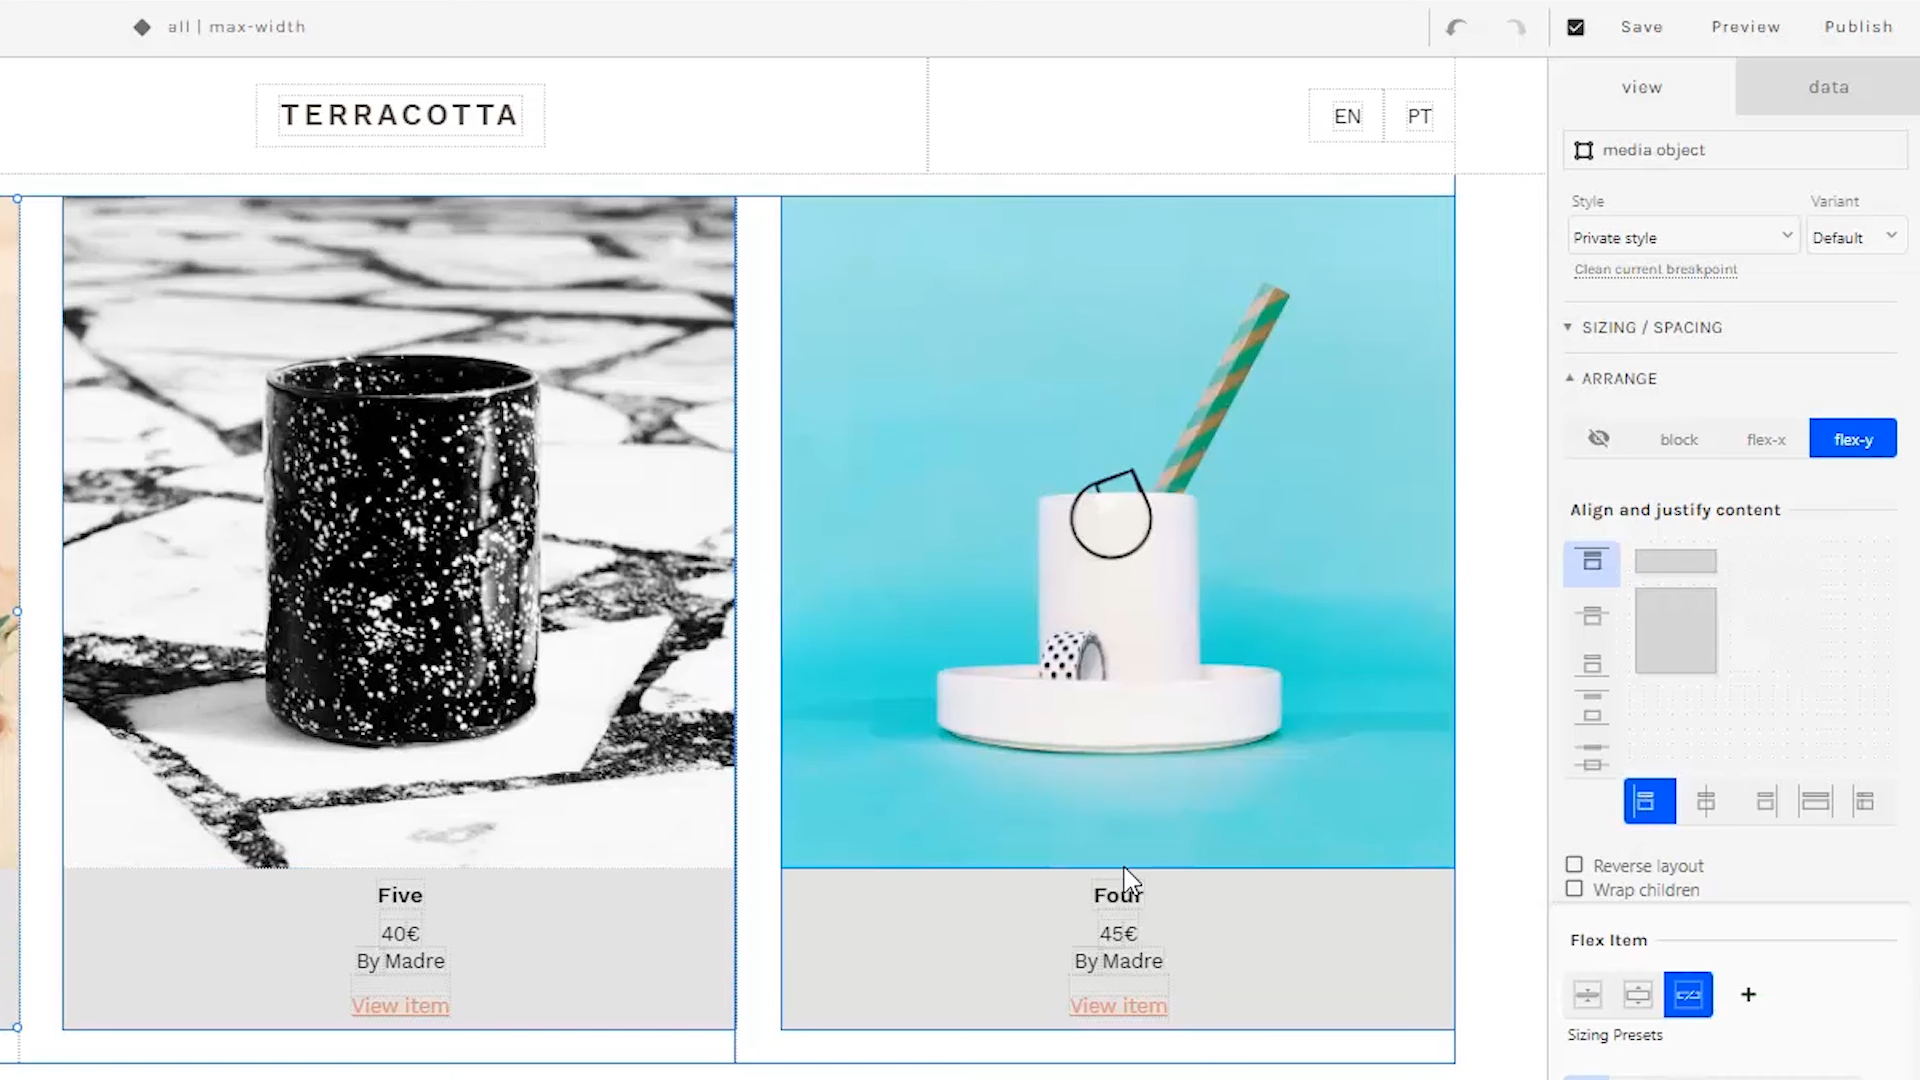 all | max-width
Save
Preview
Publish
TERRACOTTA
EN
PT
view
data
media object
Style
Variant
Private style
Default
Clean current breakpoint
SIZING / SPACING
ARRANGE
block
flex-x
flex-y
Align and justify content
Reverse layout
Wrap children
Flex Item
Sizing Presets
Five
40€
By Madre
View item
Four
45€
By Madre
View item